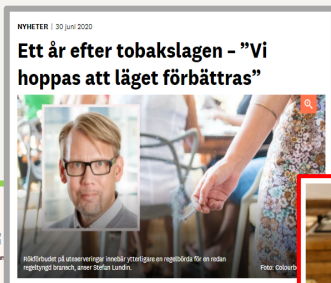 NYHETER | 30 juni 2020
Ett år efter tobakslagen – ”Vi
hoppas att läget förbättras”
Rökförbudet på uteserveringar innebär ytterligare en regelbörda för en redan
regeltyngd bransch, anser Stefan Lundin.
Foto: Colourb